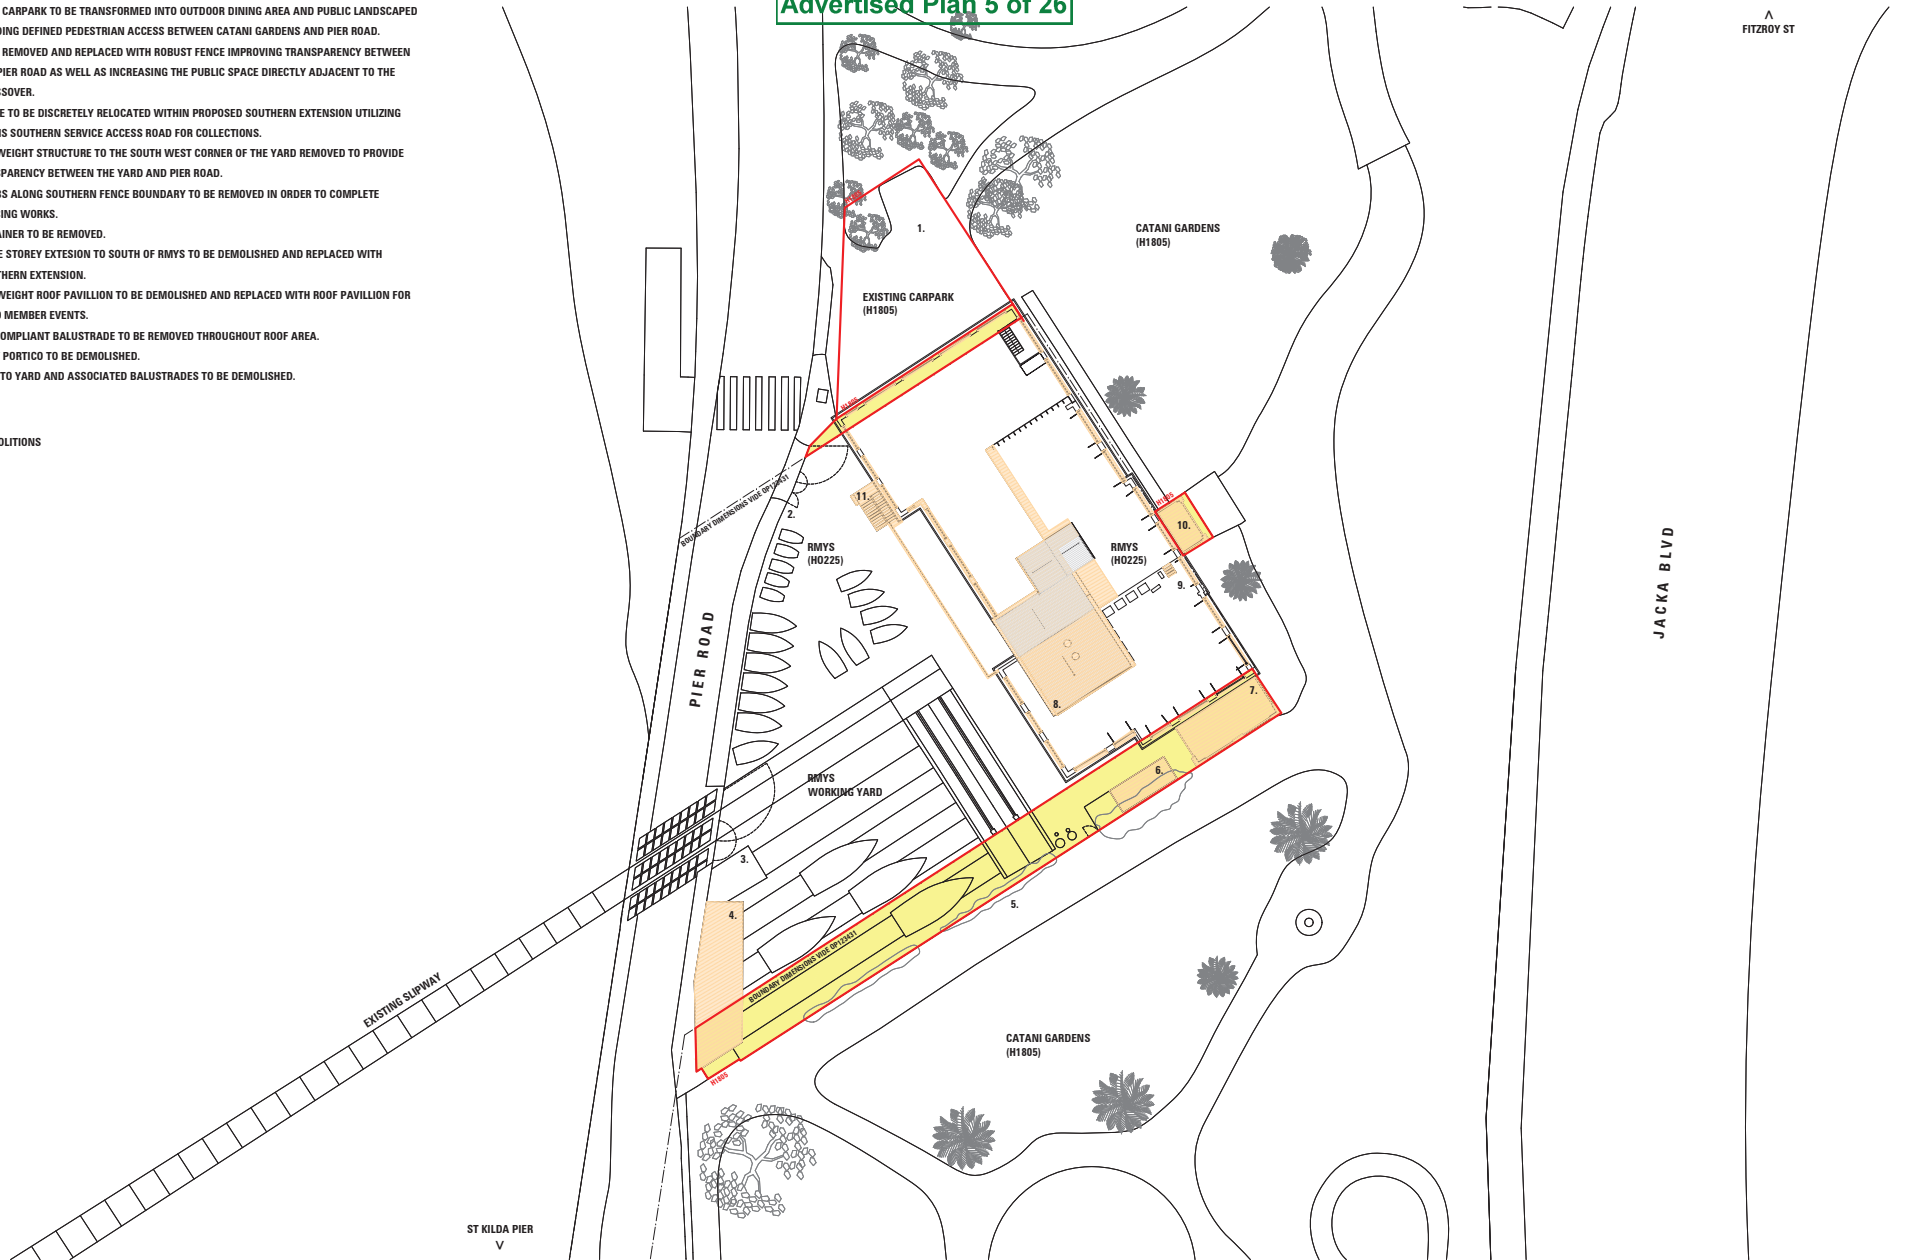 Advertised Plan 5 of 26
CARPARK TO BE TRANSFORMED INTO OUTDOOR DINING AREA AND PUBLIC LANDSCAPED
DING DEFINED PEDESTRIAN ACCESS BETWEEN CATANI GARDENS AND PIER ROAD.
REMOVED AND REPLACED WITH ROBUST FENCE IMPROVING TRANSPARENCY BETWEEN
PIER ROAD AS WELL AS INCREASING THE PUBLIC SPACE DIRECTLY ADJACENT TO THE
SSOVER.
E TO BE DISCRETELY RELOCATED WITHIN PROPOSED SOUTHERN EXTENSION UTILIZING
IS SOUTHERN SERVICE ACCESS ROAD FOR COLLECTIONS.
WEIGHT STRUCTURE TO THE SOUTH WEST CORNER OF THE YARD REMOVED TO PROVIDE
SPARENCY BETWEEN THE YARD AND PIER ROAD.
BS ALONG SOUTHERN FENCE BOUNDARY TO BE REMOVED IN ORDER TO COMPLETE
ING WORKS.
AINER TO BE REMOVED.
E STOREY EXTESION TO SOUTH OF RMYS TO BE DEMOLISHED AND REPLACED WITH
THERN EXTENSION.
WEIGHT ROOF PAVILLION TO BE DEMOLISHED AND REPLACED WITH ROOF PAVILLION FOR
MEMBER EVENTS.
OMPLIANT BALUSTRADE TO BE REMOVED THROUGHOUT ROOF AREA.
PORTICO TO BE DEMOLISHED.
TO YARD AND ASSOCIATED BALUSTRADES TO BE DEMOLISHED.
OLITIONS
FITZROY ST
1.
CATANI GARDENS
(H1805)
EXISTING CARPARK
(H1805)
H1805
BOUNDARY DIMENSIONS VIDE OP123431
11.
2.
H1805
10.
RMYS
(HO225)
RMYS
(HO225)
9.
JACKA BLVD
PIER ROAD
8.
7.
6.
RMYS
WORKING YARD
3.
5.
4.
BOUNDARY DIMENSIONS VIDE OP123431
EXISTING SLIPWAY
CATANI GARDENS
(H1805)
H1805
ST KILDA PIER